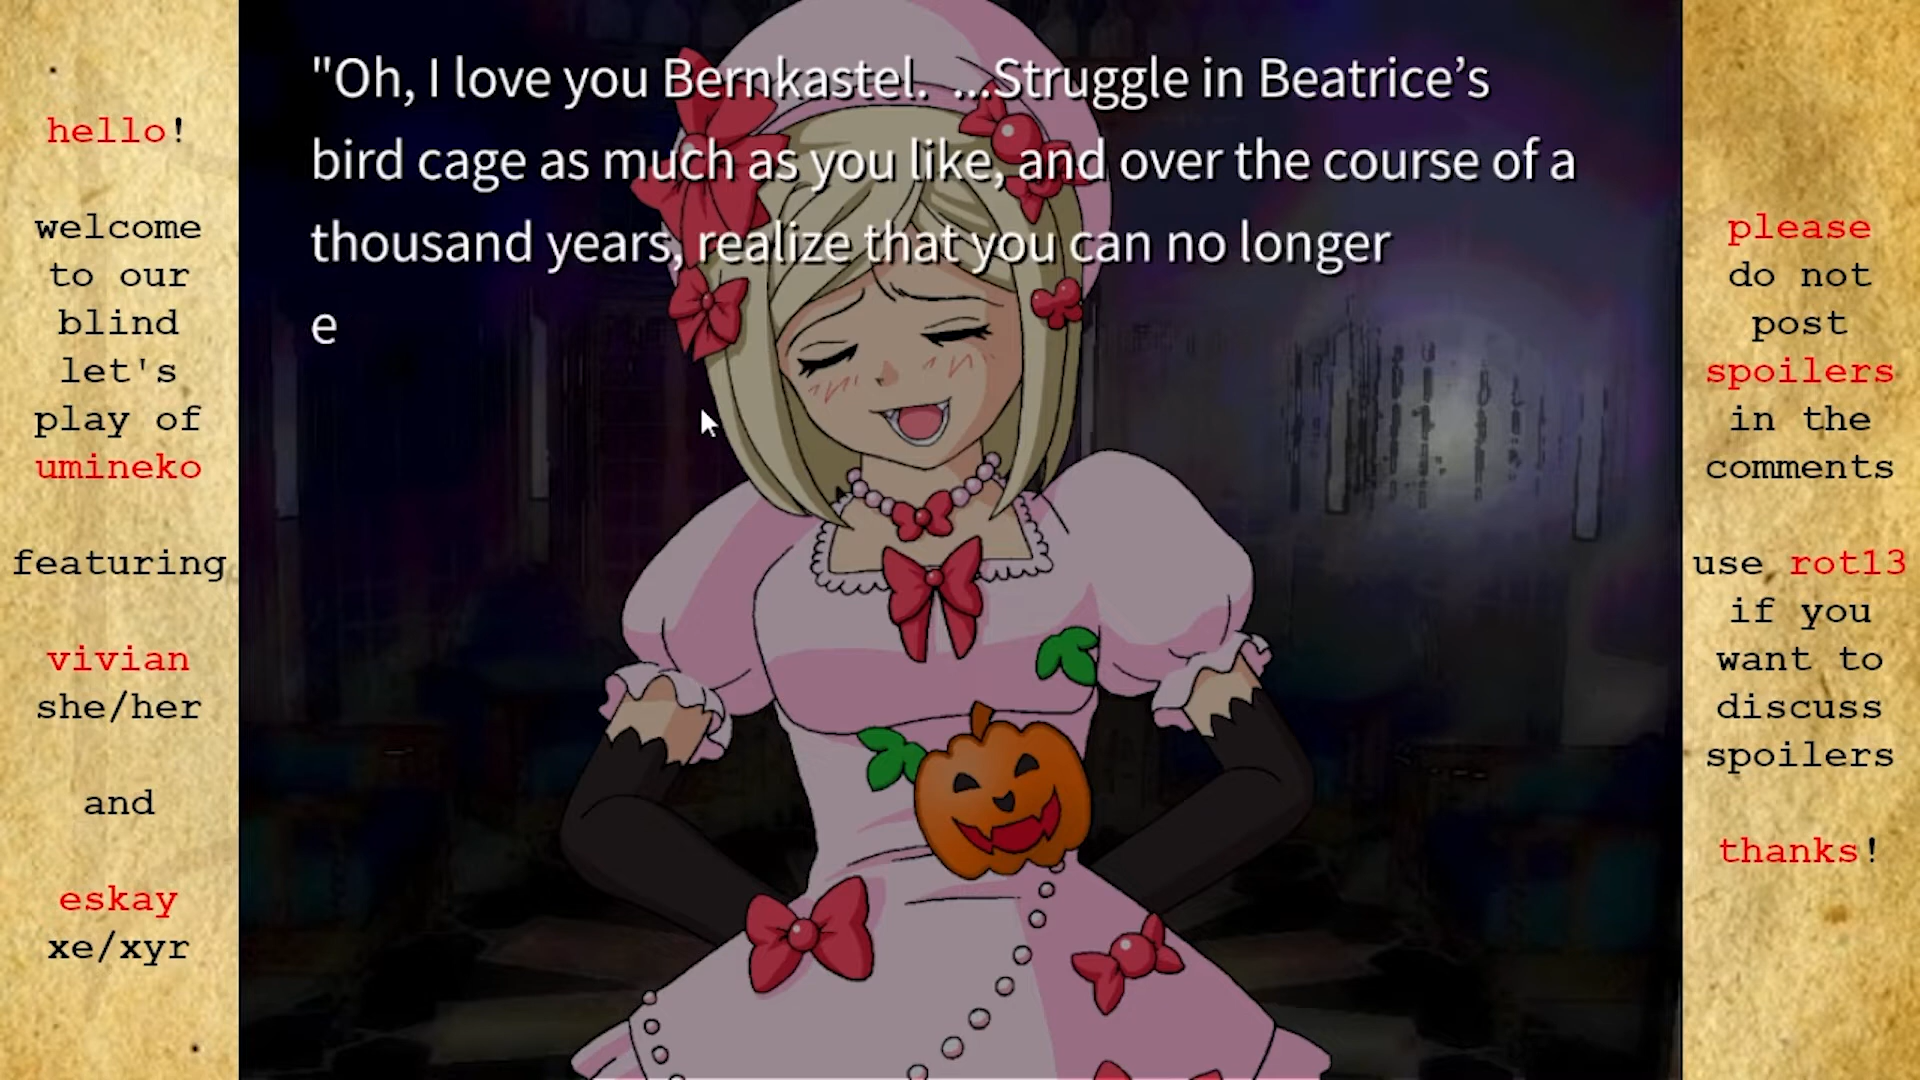 hello!
welcome
to our
blind
let's
play of
umineko
featuring
vivian
she/her
and
eskay
xe/xyr
"Oh, I love you Bernkastel.  ...Struggle in Beatrice’s
bird cage as much as you like, and over the course of a
thousand years, realize that you can no longer
e
please
do not
post
spoilers
in the
comments
use rot13
if you
want to
discuss
spoilers
thanks!